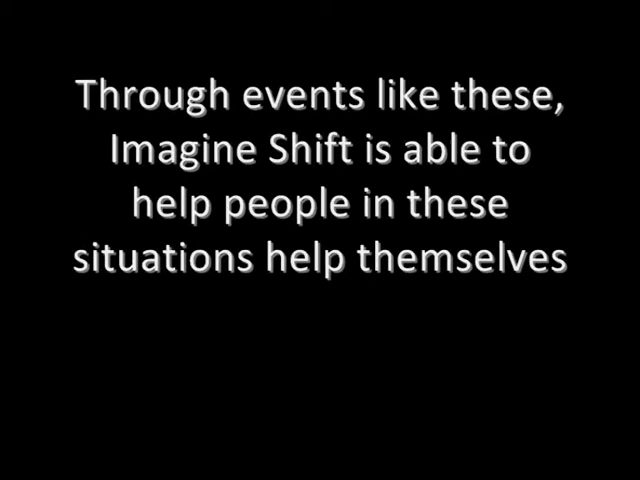 Through events like these,
Imagine Shift is able to
help people in these
situations help themselves